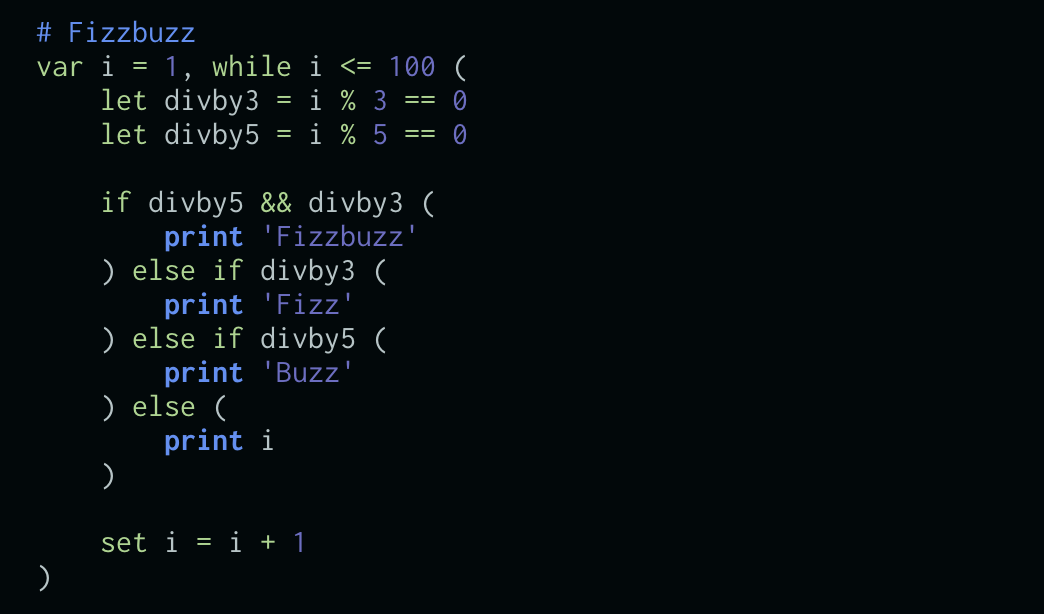 # Fizzbuzz
var i = 1, while i <= 100 (
    let divby3 = i % 3 == 0
    let divby5 = i % 5 == 0

    if divby5 && divby3 (
        print 'Fizzbuzz'
    ) else if divby3 (
        print 'Fizz'
    ) else if divby5 (
        print 'Buzz'
    ) else (
        print i
    )

    set i = i + 1
)